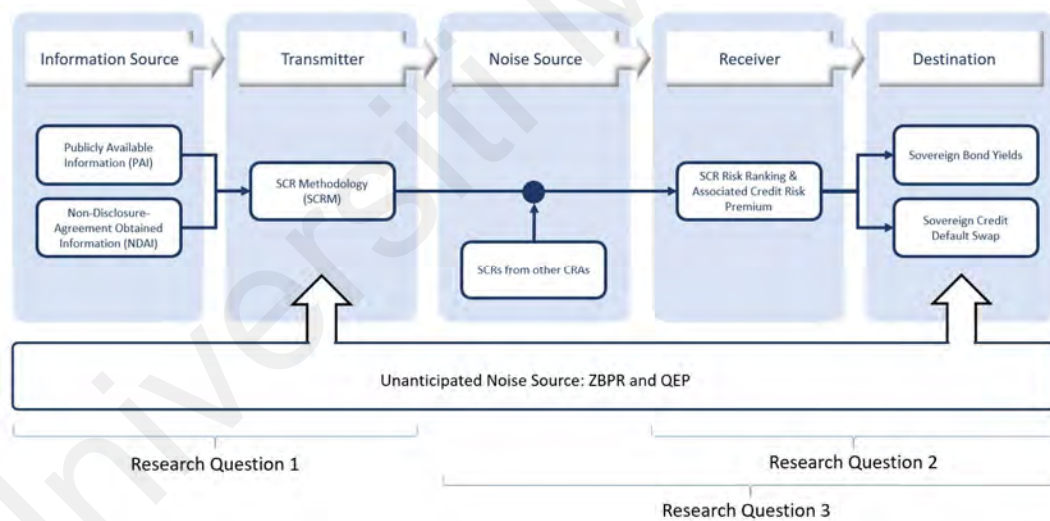 Information Source
Transmitter
Noise Source
Receiver
Destination
Publicly Available
Information (PAI)
Non-Disclosure-
Agreement Obtained
Information (NDAI)
SCR Methodology
(SCRM)
SCRs from other CRAs
SCR Risk Ranking &
Associated Credit Risk
Premium
Sovereign Bond Yields
Sovereign Credit
Default Swap
Unanticipated Noise Source: ZBPR and QEP
Research Question 1
Research Question 2
Research Question 3